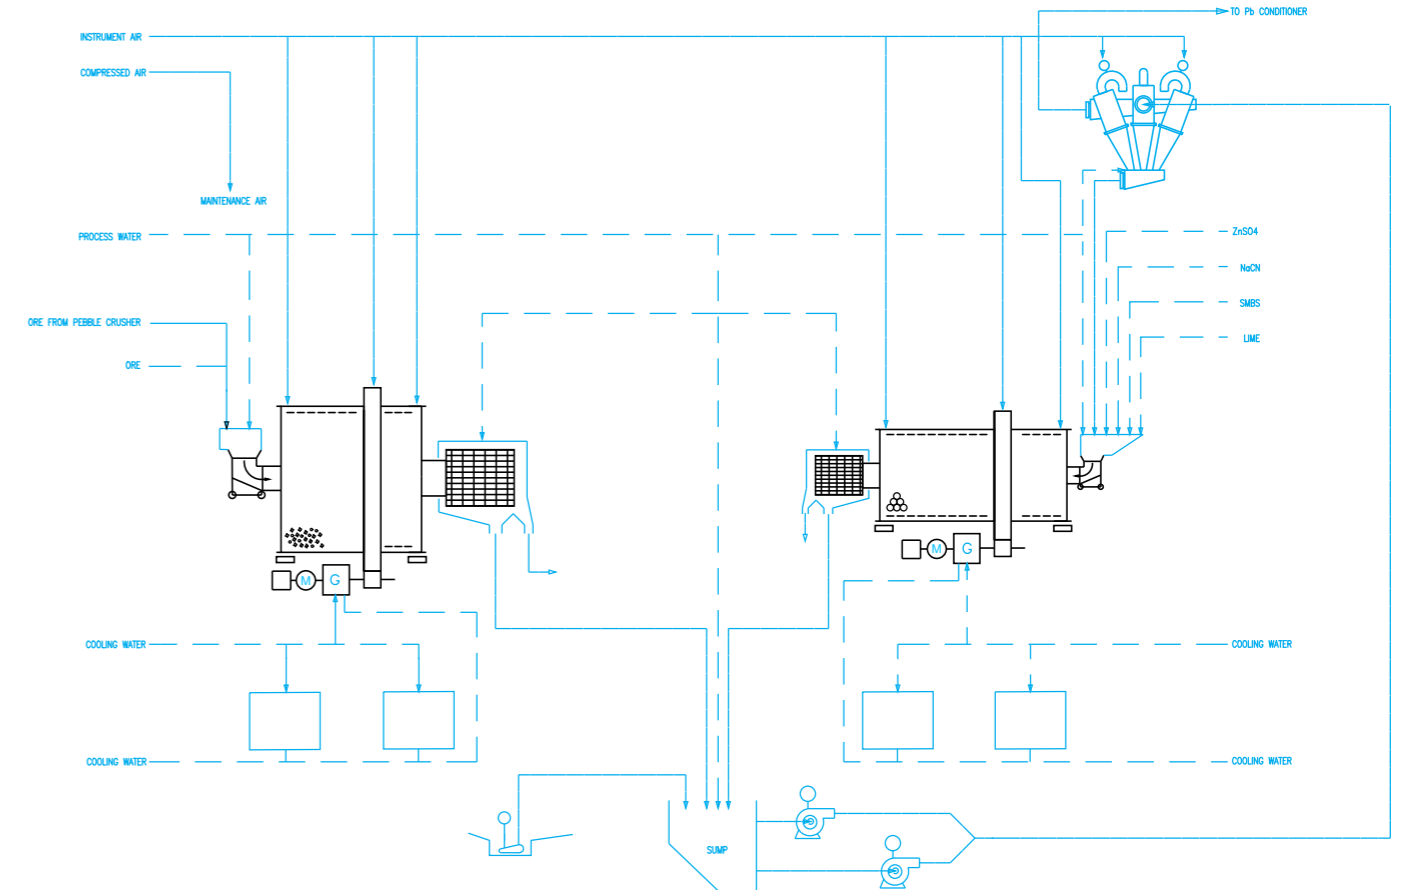 TO Pb CONDITIONER
INSTRUMENT AIR
COMPRESSED AIR
MAINTENANCE AIR
PROCESS WATER
ZnSO4
NaCN
SMBS
ORE FROM PEBBLE CRUSHER
LIME
ORE
M
G
M
G
COOLING WATER
COOLING WATER
COOLING WATER
COOLING WATER
SUMP